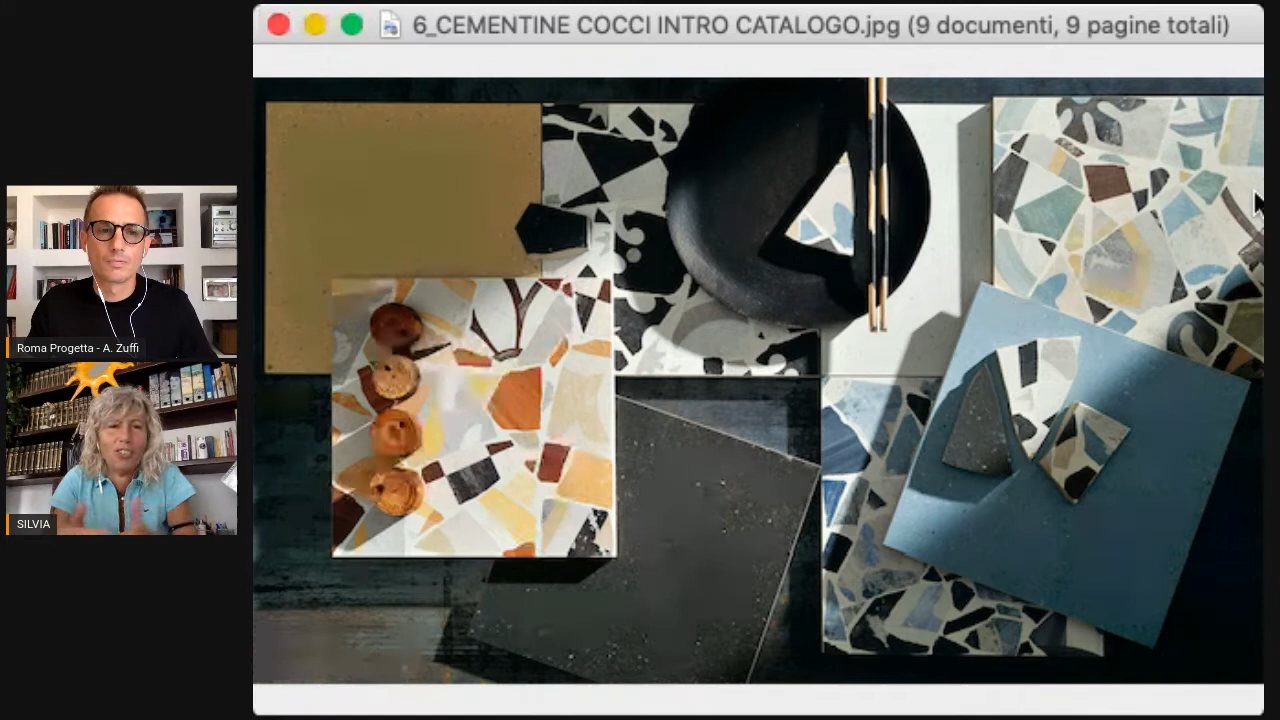 6_CEMENTINE COCCI INTRO CATALOGO.jpg (9 documenti, 9 pagine totali)
Roma Progetta - A. Zuffi
SILVIA